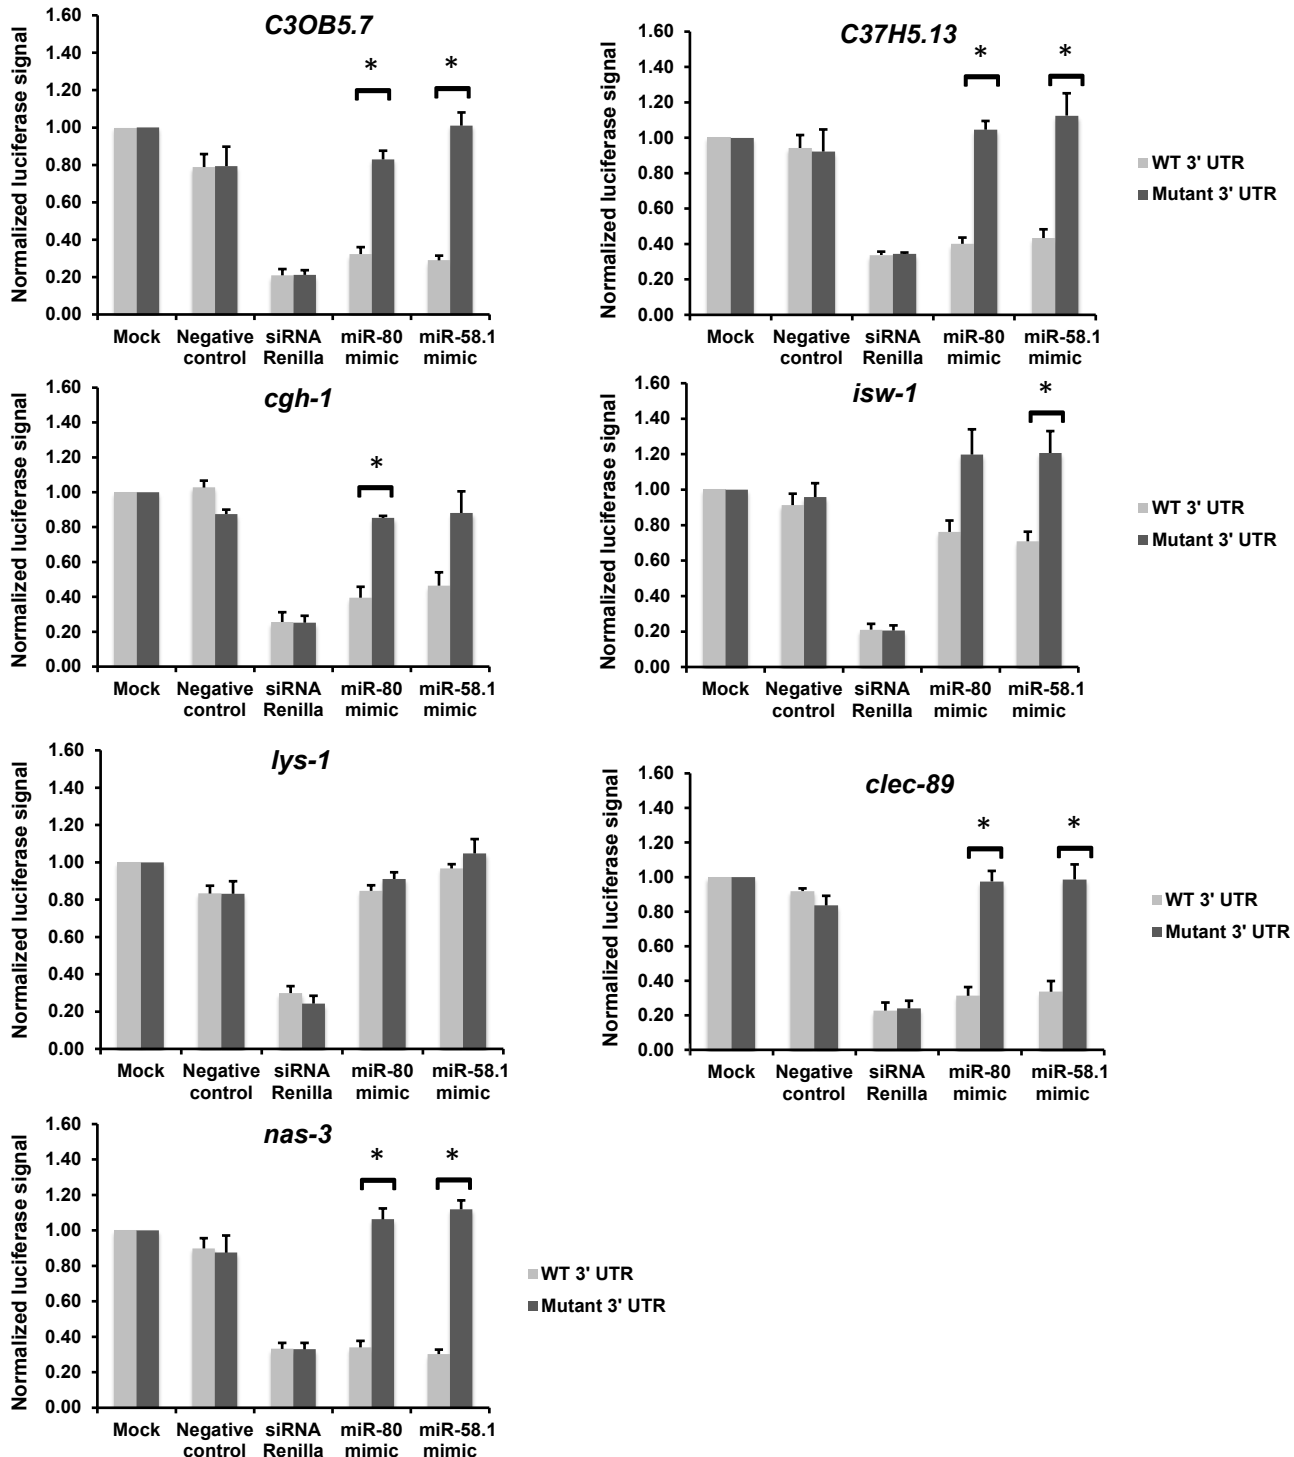 C3OB5.7
Normalized luciferase signal
1.60
1.40
1.20
1.00
0.80
0.60
0.40
0.20
0.00
* *
Mock Negative control siRNA Renilla miR-80 mimic miR-58.1 mimic
C37H5.13
Normalized luciferase signal
1.60
1.40
1.20
1.00
0.80
0.60
0.40
0.20
0.00
* *
Mock Negative control siRNA Renilla miR-80 mimic miR-58.1 mimic
WT 3' UTR
Mutant 3' UTR
cgh-1
Normalized luciferase signal
1.60
1.40
1.20
1.00
0.80
0.60
0.40
0.20
0.00
*
Mock Negative control siRNA Renilla miR-80 mimic miR-58.1 mimic
isw-1
Normalized luciferase signal
1.60
1.40
1.20
1.00
0.80
0.60
0.40
0.20
0.00
*
Mock Negative control siRNA Renilla miR-80 mimic miR-58.1 mimic
WT 3' UTR
Mutant 3' UTR
lys-1
Normalized luciferase signal
1.60
1.40
1.20
1.00
0.80
0.60
0.40
0.20
0.00
Mock Negative control siRNA Renilla miR-80 mimic miR-58.1 mimic
clec-89
Normalized luciferase signal
1.60
1.40
1.20
1.00
0.80
0.60
0.40
0.20
0.00
* *
Mock Negative control siRNA Renilla miR-80 mimic miR-58.1 mimic
WT 3' UTR
Mutant 3' UTR
nas-3
Normalized luciferase signal
1.60
1.40
1.20
1.00
0.80
0.60
0.40
0.20
0.00
* *
Mock Negative control siRNA Renilla miR-80 mimic miR-58.1 mimic
WT 3' UTR
Mutant 3' UTR